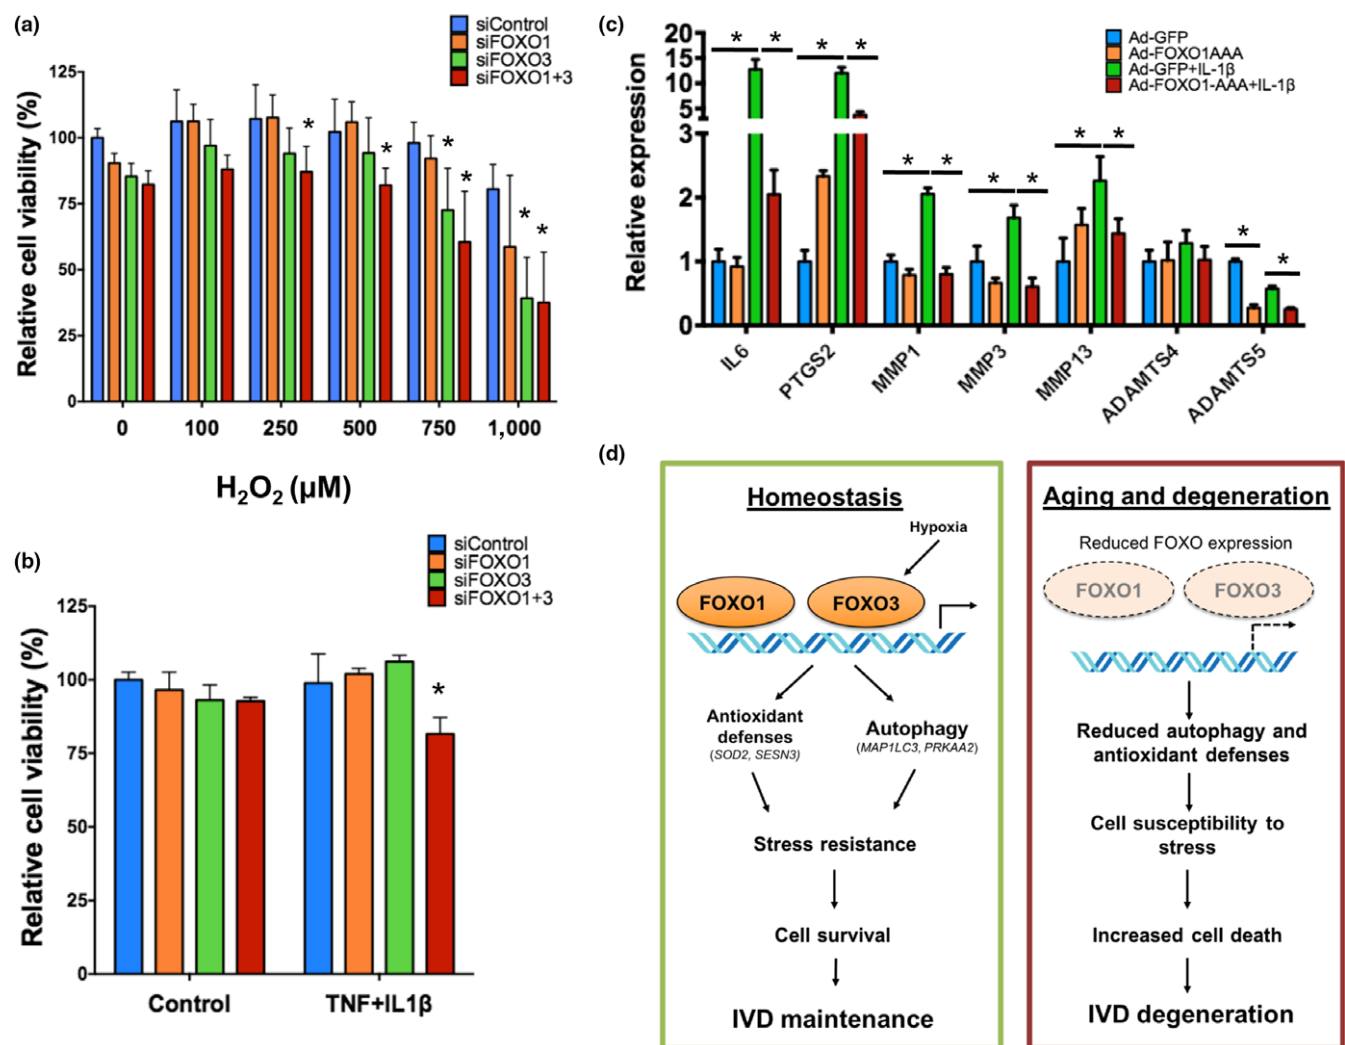 (a)
siControl
siFOXO1
siFOXO3
siFOXO1+3
Relative cell viability (%)
125
100
75
50
25
0
* * * * * *
0 100 250 500 750 1,000
H2O2 (μM)
(b)
siControl
siFOXO1
siFOXO3
siFOXO1+3
Relative cell viability (%)
125
100
75
50
25
0
*
Control TNF+IL1β
(c)
Ad-GFP
Ad-FOXO1AAA
Ad-GFP+IL-1β
Ad-FOXO1-AAA+IL-1β
Relative expression
20
15
10
5
3
2
1
0
* * * * * * * * * * * *
IL6 PTGS2 MMP1 MMP3 MMP13 ADAMTS4 ADAMTS5
(d)
Homeostasis
Hypoxia
FOXO1 FOXO3
Antioxidant
defenses
(SOD2, SESN3)
Autophagy
(MAP1LC3, PRKAA2)
Stress resistance
Cell survival
IVD maintenance
Aging and degeneration
Reduced FOXO expression
FOXO1 FOXO3
Reduced autophagy and
antioxidant defenses
Cell susceptibility to
stress
Increased cell death
IVD degeneration